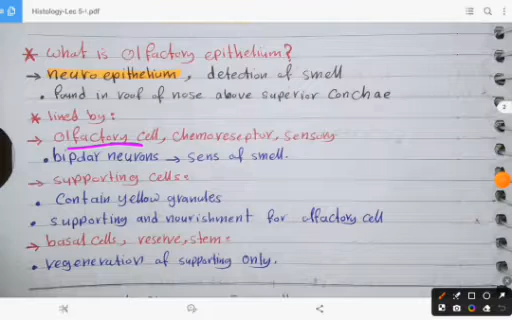 Histology-Lec 5
* What is Olfactory epithelium?
→ neuro epithelium, detection of smell
• found in roof of nose above superior Conchae
* lined by:
→ Olfactory cell, chemoreseptor, sensory
• bipolar neurons → sens of smell.
→ supporting cells:
• Contain yellow granules
• supporting and nourishment for olfactory cell
→ basal cells, reserve, stem:
• regeneration of supporting only.